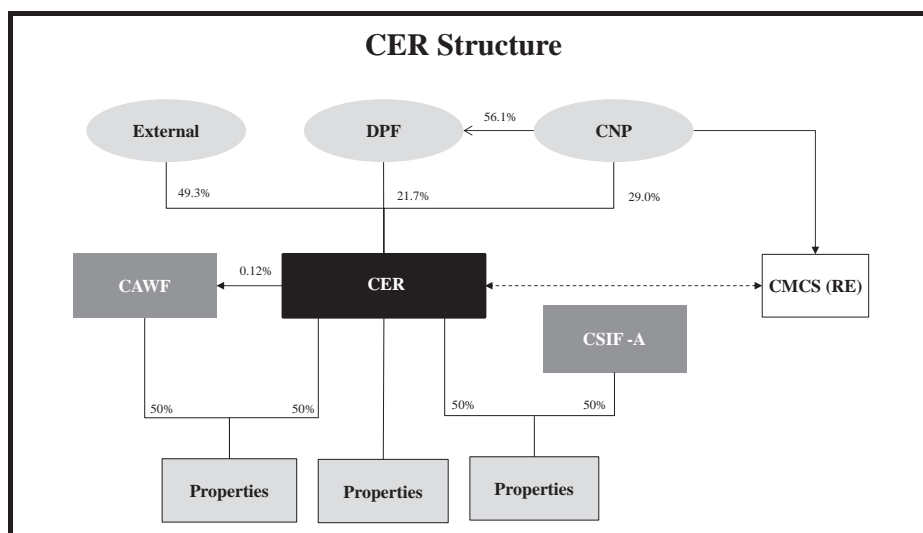 CER Structure
56.1%
External
DPF
CNP
49.3%
21.7%
29.0%
0.12%
CAWF
CER
CMCS (RE)
CSIF -A
50%
50%
50%
50%
Properties
Properties
Properties